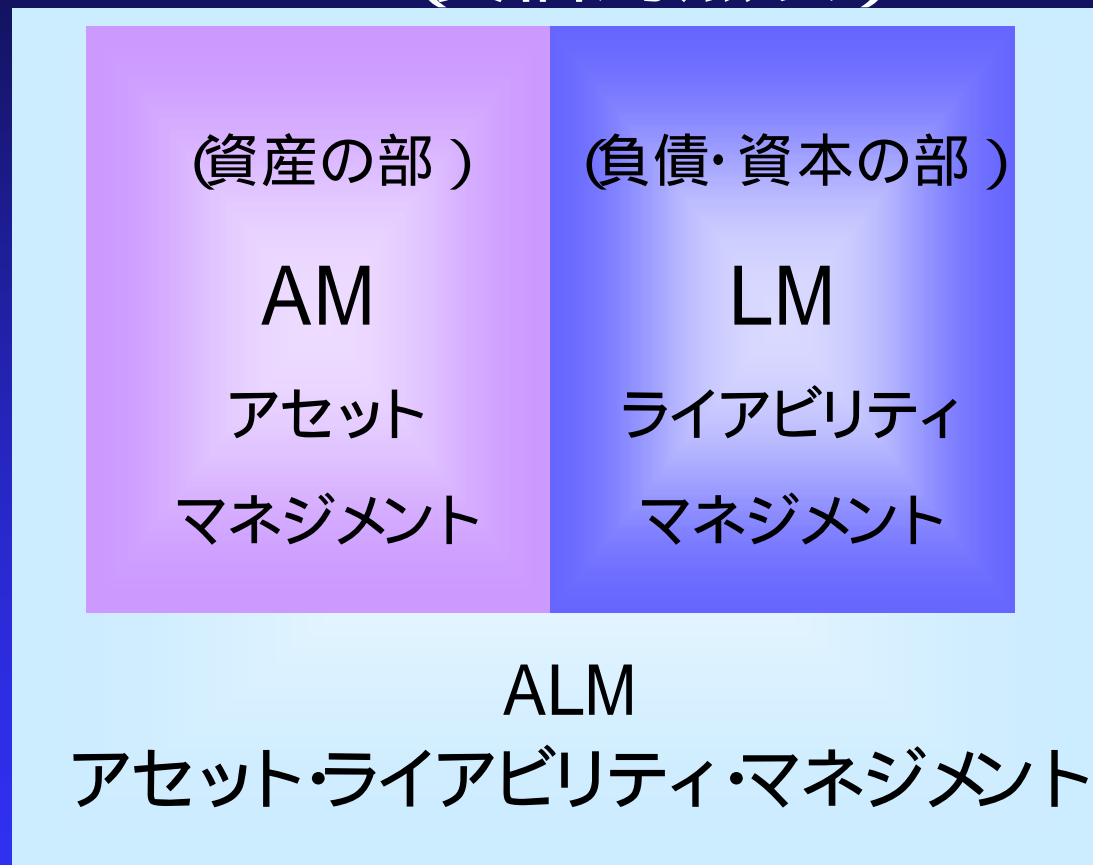 (資産の部)
AM
アセット
マネジメント
(負債・資本の部)
LM
ライアビリティ
マネジメント
ALM
アセット・ライアビリティ・マネジメント